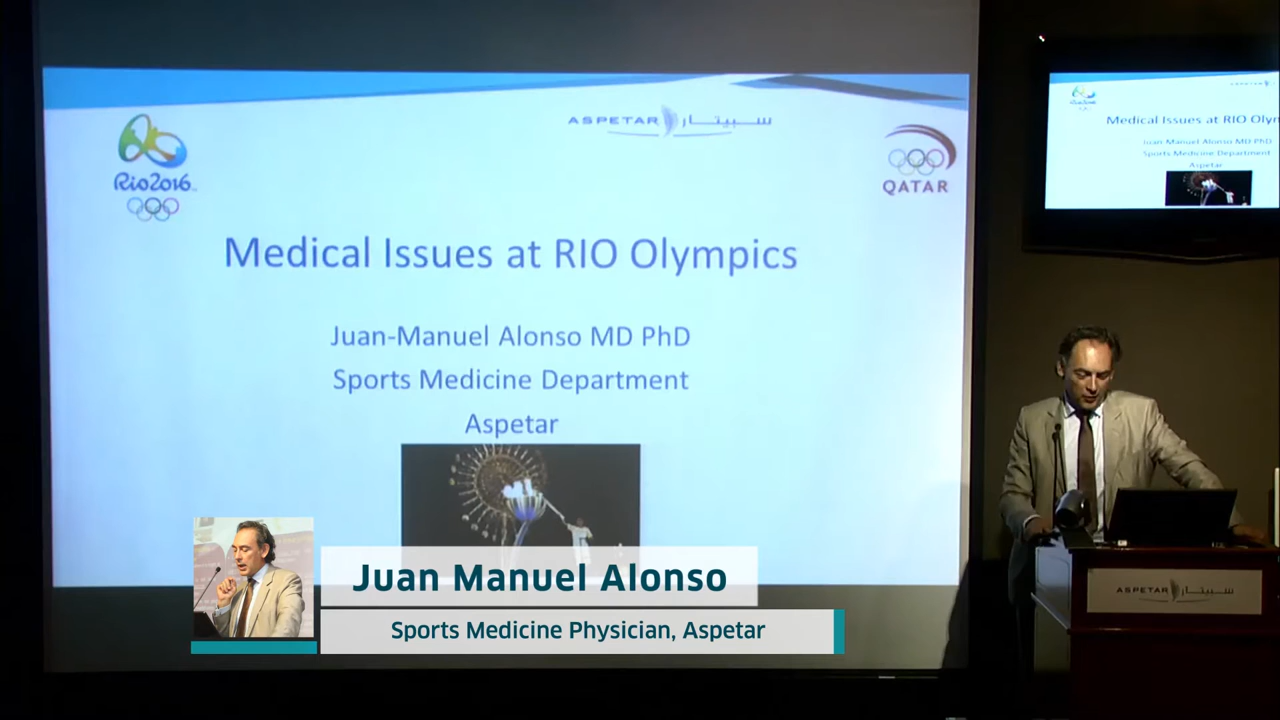 Rio2016
ASPETAR سبيتار
QATAR
Medical Issues at RIO Olympics
Juan-Manuel Alonso MD PhD
Sports Medicine Department
Aspetar
Juan Manuel Alonso
Sports Medicine Physician, Aspetar
ASPETAR
Medical Issues at RIO Olyn
Juan Manuel Alonso MD PhD
Sports Medicine Department
Aspetar
ASPETAR سبيتار